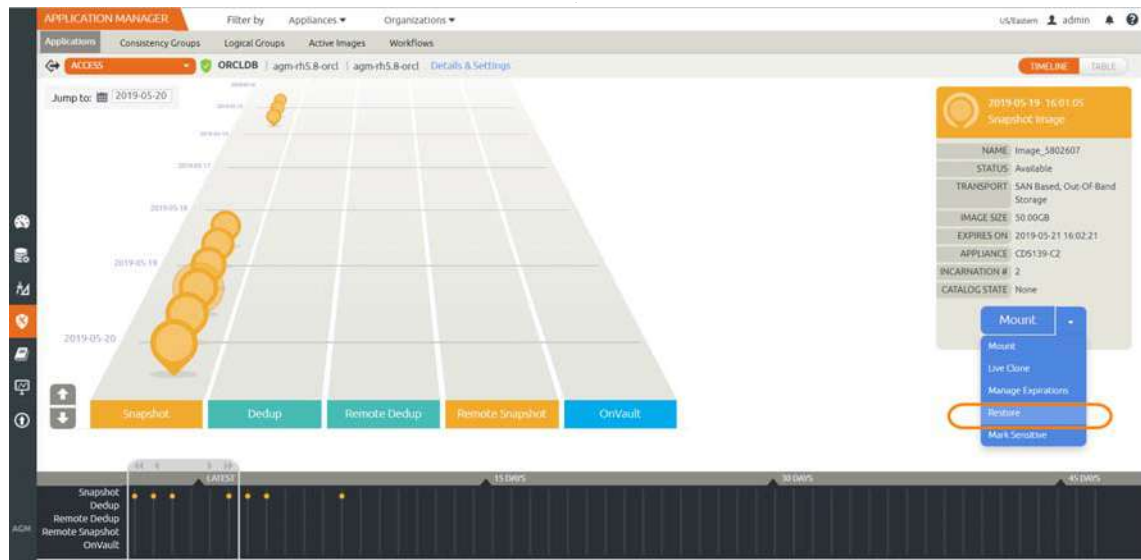 APPLICATION MANAGER Filter by Appliances Organizations US/Eastern admin
Applications Consistency Groups Logical Groups Active Images Workflows
ACCESS ORCLDB agm-rh5.8-orcl agm-rh5.8-orcl Details & Settings TIMELINE TABLE
Jump to: 2019-05-20
2019-05-17
2019-05-18
2019-05-19
2019-05-20
Snapshot Dedup Remote Dedup Remote Snapshot OnVault
2019-05-19 16:01:05
Snapshot Image
NAME Image_5802607
STATUS Available
TRANSPORT SAN Based, Out-Of-Band
Storage
IMAGE SIZE 50.00GB
EXPIRES ON 2019-05-21 16:02:21
APPLIANCE CDS139-C2
INCARNATION # 2
CATALOG STATE None
Mount
Mount
Live Clone
Manage Expirations
Restore
Mark Sensitive
LATEST 15 DAYS 30 DAYS 45 DAYS
Snapshot
Dedup
Remote Dedup
Remote Snapshot
OnVault
AGM